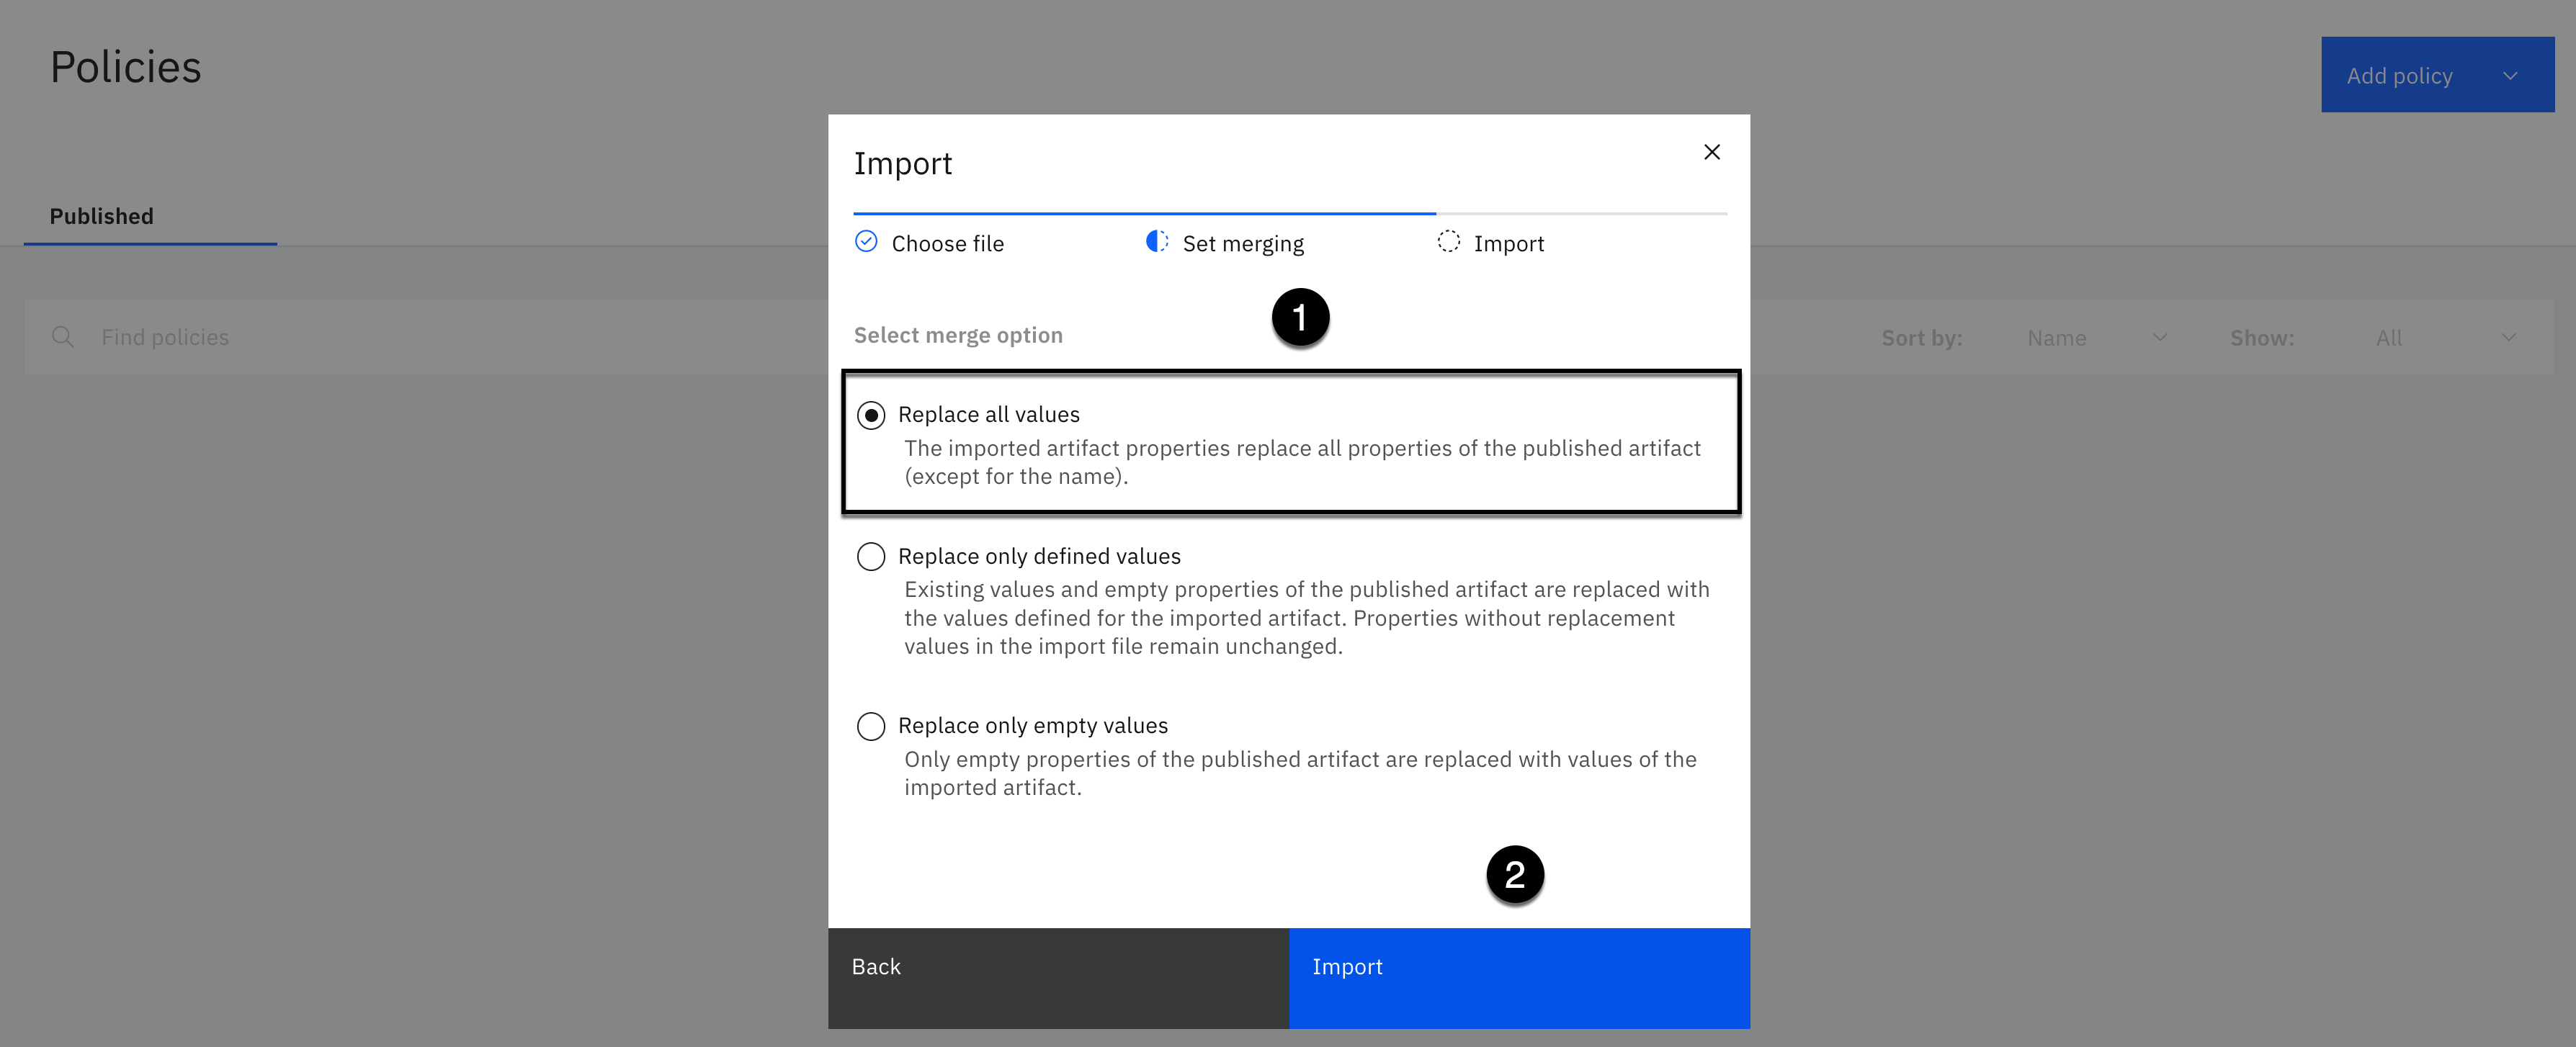 Policies
Add policy
Published
Find policies
Sort by: Name Show: All
Import
Choose file Set merging Import
1
Select merge option
Replace all values
The imported artifact properties replace all properties of the published artifact
(except for the name).
Replace only defined values
Existing values and empty properties of the published artifact are replaced with
the values defined for the imported artifact. Properties without replacement
values in the import file remain unchanged.
Replace only empty values
Only empty properties of the published artifact are replaced with values of the
imported artifact.
2
Back
Import